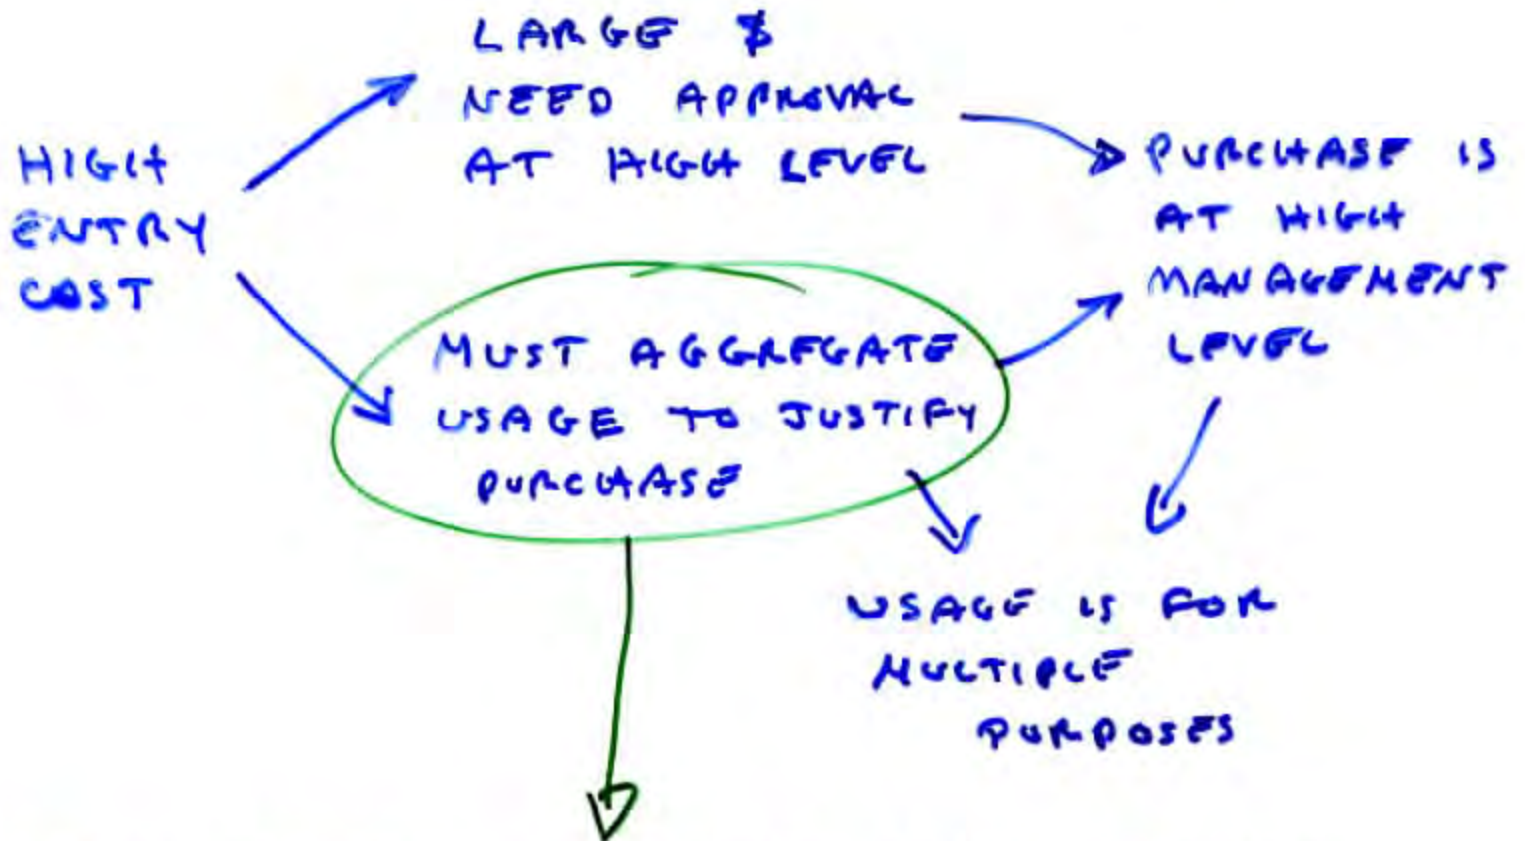 LARGE $
NEED APPROVAL
AT HIGH LEVEL
HIGH
ENTRY
COST
PURCHASE IS
AT HIGH
MANAGEMENT
LEVEL
MUST AGGREGATE
USAGE TO JUSTIFY
PURCHASE
USAGE IS FOR
MULTIPLE
PURPOSES